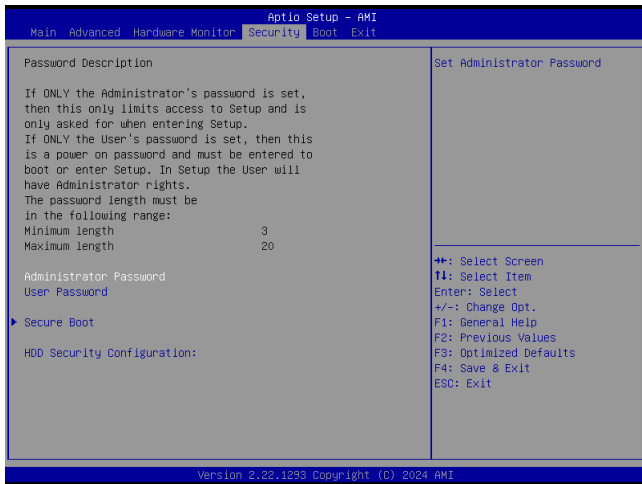 Aptio Setup – AMI
Main Advanced Hardware Monitor Security Boot Exit
Password Description
If ONLY the Administrator's password is set,
then this only limits access to Setup and is
only asked for when entering Setup.
If ONLY the User's password is set, then this
is a power on password and must be entered to
boot or enter Setup. In Setup the User will
have Administrator rights.
The password length must be
in the following range:
Minimum length 3
Maximum length 20
Administrator Password
User Password
Secure Boot
HDD Security Configuration:
Set Administrator Password
→←: Select Screen
↑↓: Select Item
Enter: Select
+/-: Change Opt.
F1: General Help
F2: Previous Values
F3: Optimized Defaults
F4: Save & Exit
ESC: Exit
Version 2.22.1293 Copyright (C) 2024 AMI